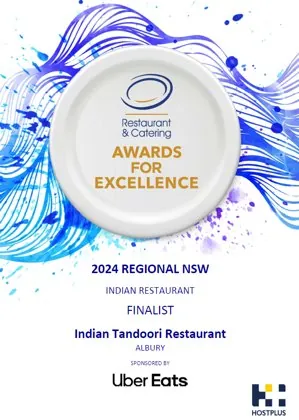 Restaurant
& Catering
AWARDS
FOR
EXCELLENCE
2024 REGIONAL NSW
INDIAN RESTAURANT
FINALIST
Indian Tandoori Restaurant
ALBURY
SPONSORED BY
Uber Eats
HOSTPLUS